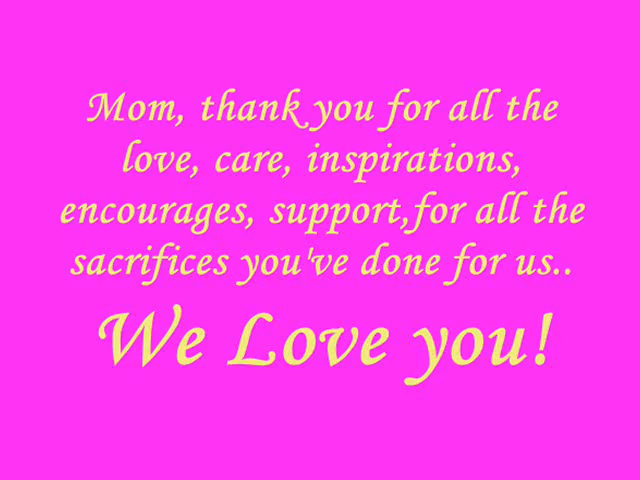 Mom, thank you for all the
love, care, inspirations,
encourages, support,for all the
sacrifices you've done for us..
We Love you!